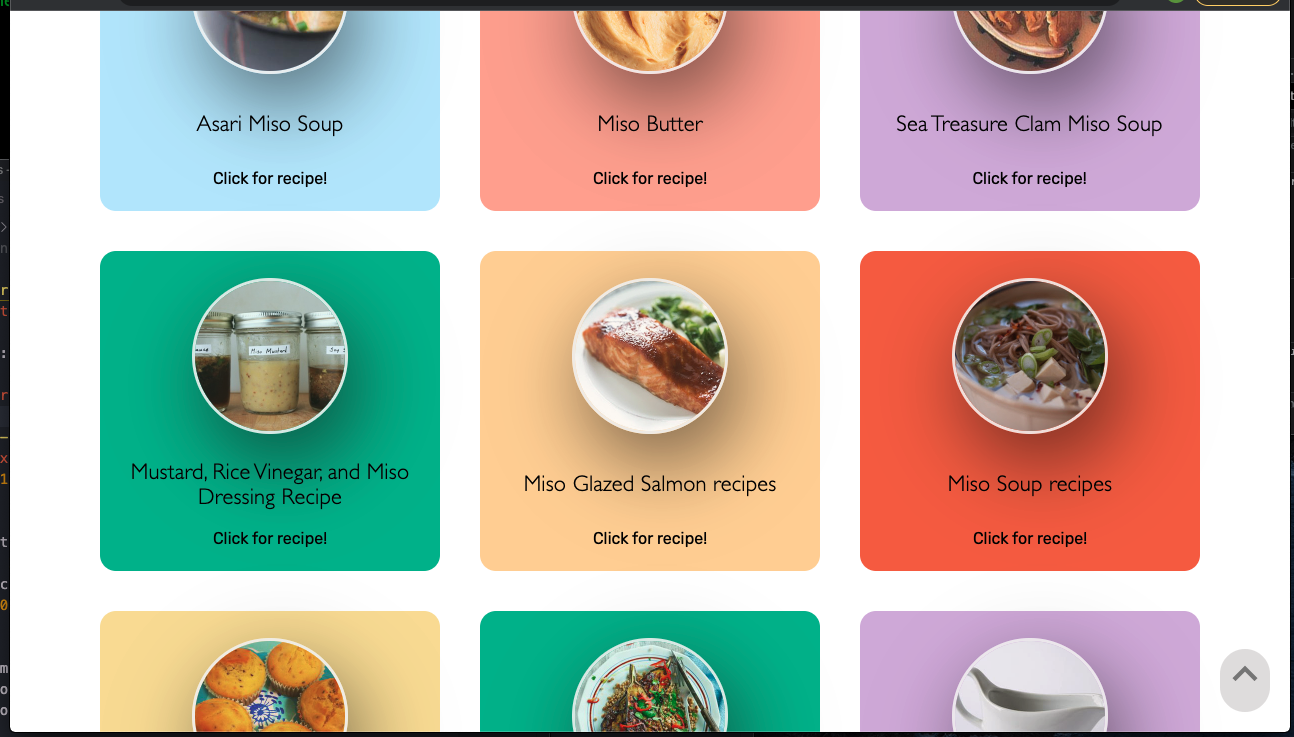 Asari Miso Soup
Miso Butter
Sea Treasure Clam Miso Soup
Click for recipe!
Click for recipe!
Click for recipe!
Miso Mustard
Mustard, Rice Vinegar, and Miso
Dressing Recipe
Miso Glazed Salmon recipes
Miso Soup recipes
Click for recipe!
Click for recipe!
Click for recipe!